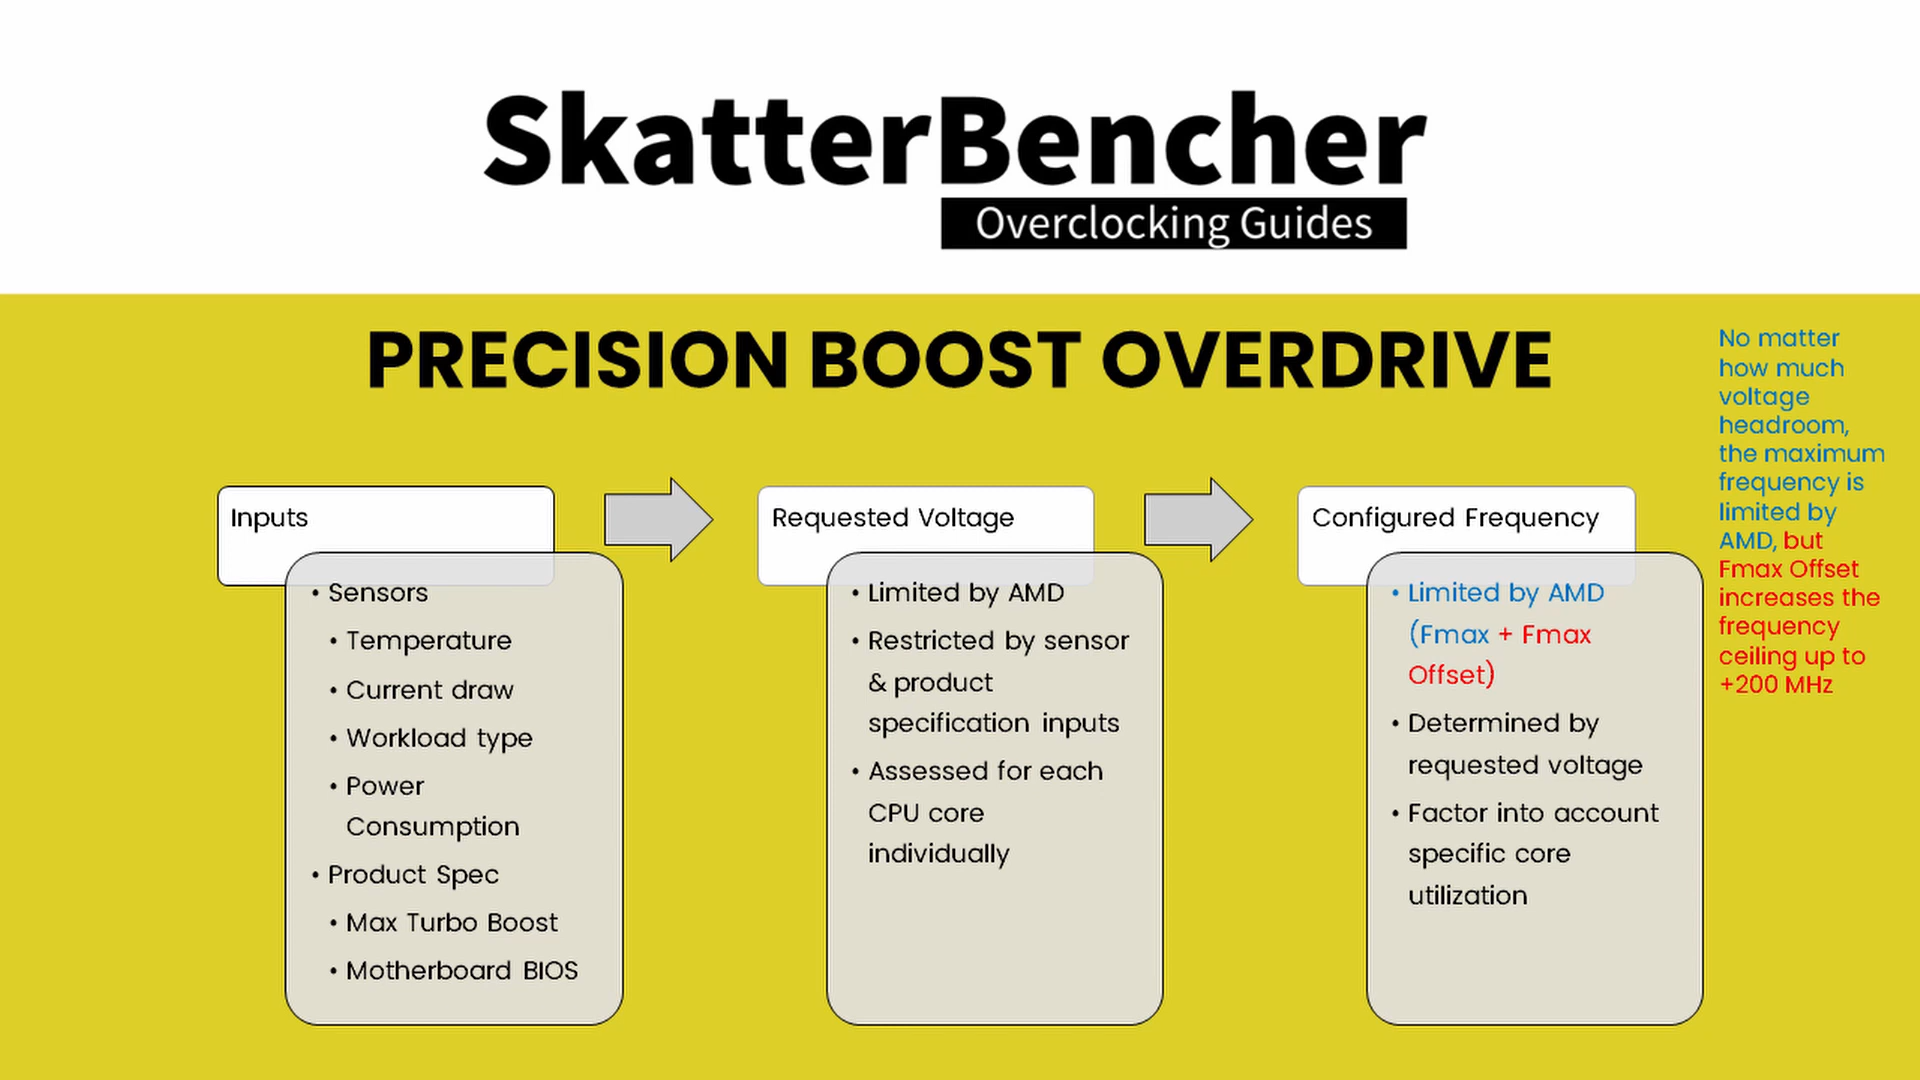 SkatterBencher
Overclocking Guides
PRECISION BOOST OVERDRIVE
Inputs
• Sensors
• Temperature
• Current draw
• Workload type
• Power
Consumption
• Product Spec
• Max Turbo Boost
• Motherboard BIOS
Requested Voltage
• Limited by AMD
• Restricted by sensor
& product
specification inputs
• Assessed for each
CPU core
individually
Configured Frequency
• Limited by AMD
(Fmax + Fmax
Offset)
• Determined by
requested voltage
• Factor into account
specific core
utilization
No matter
how much
voltage
headroom,
the maximum
frequency is
limited by
AMD, but
Fmax Offset
increases the
frequency
ceiling up to
+200 MHz